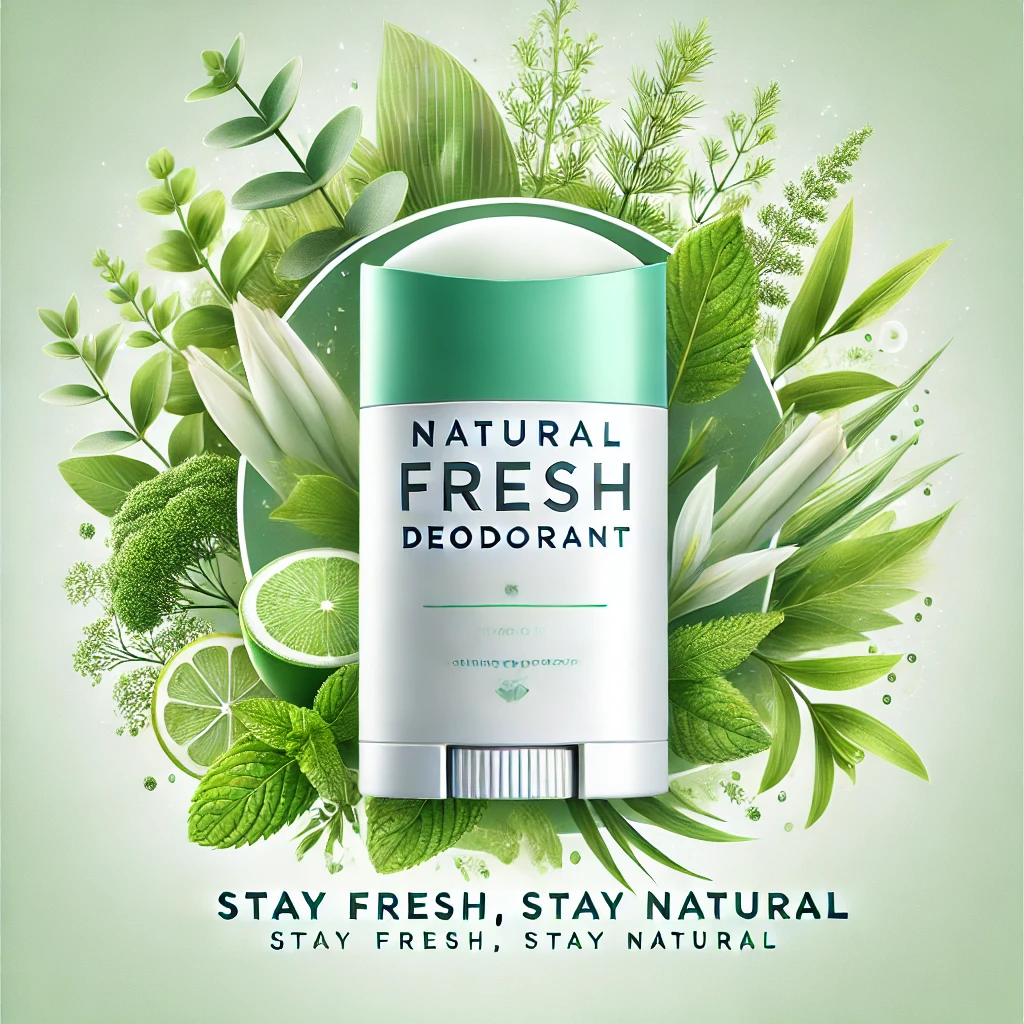 NATURAL
FRESH
DEODORANT
STAY FRESH, STAY NATURAL
STAY FRESH, STAY NATURAL